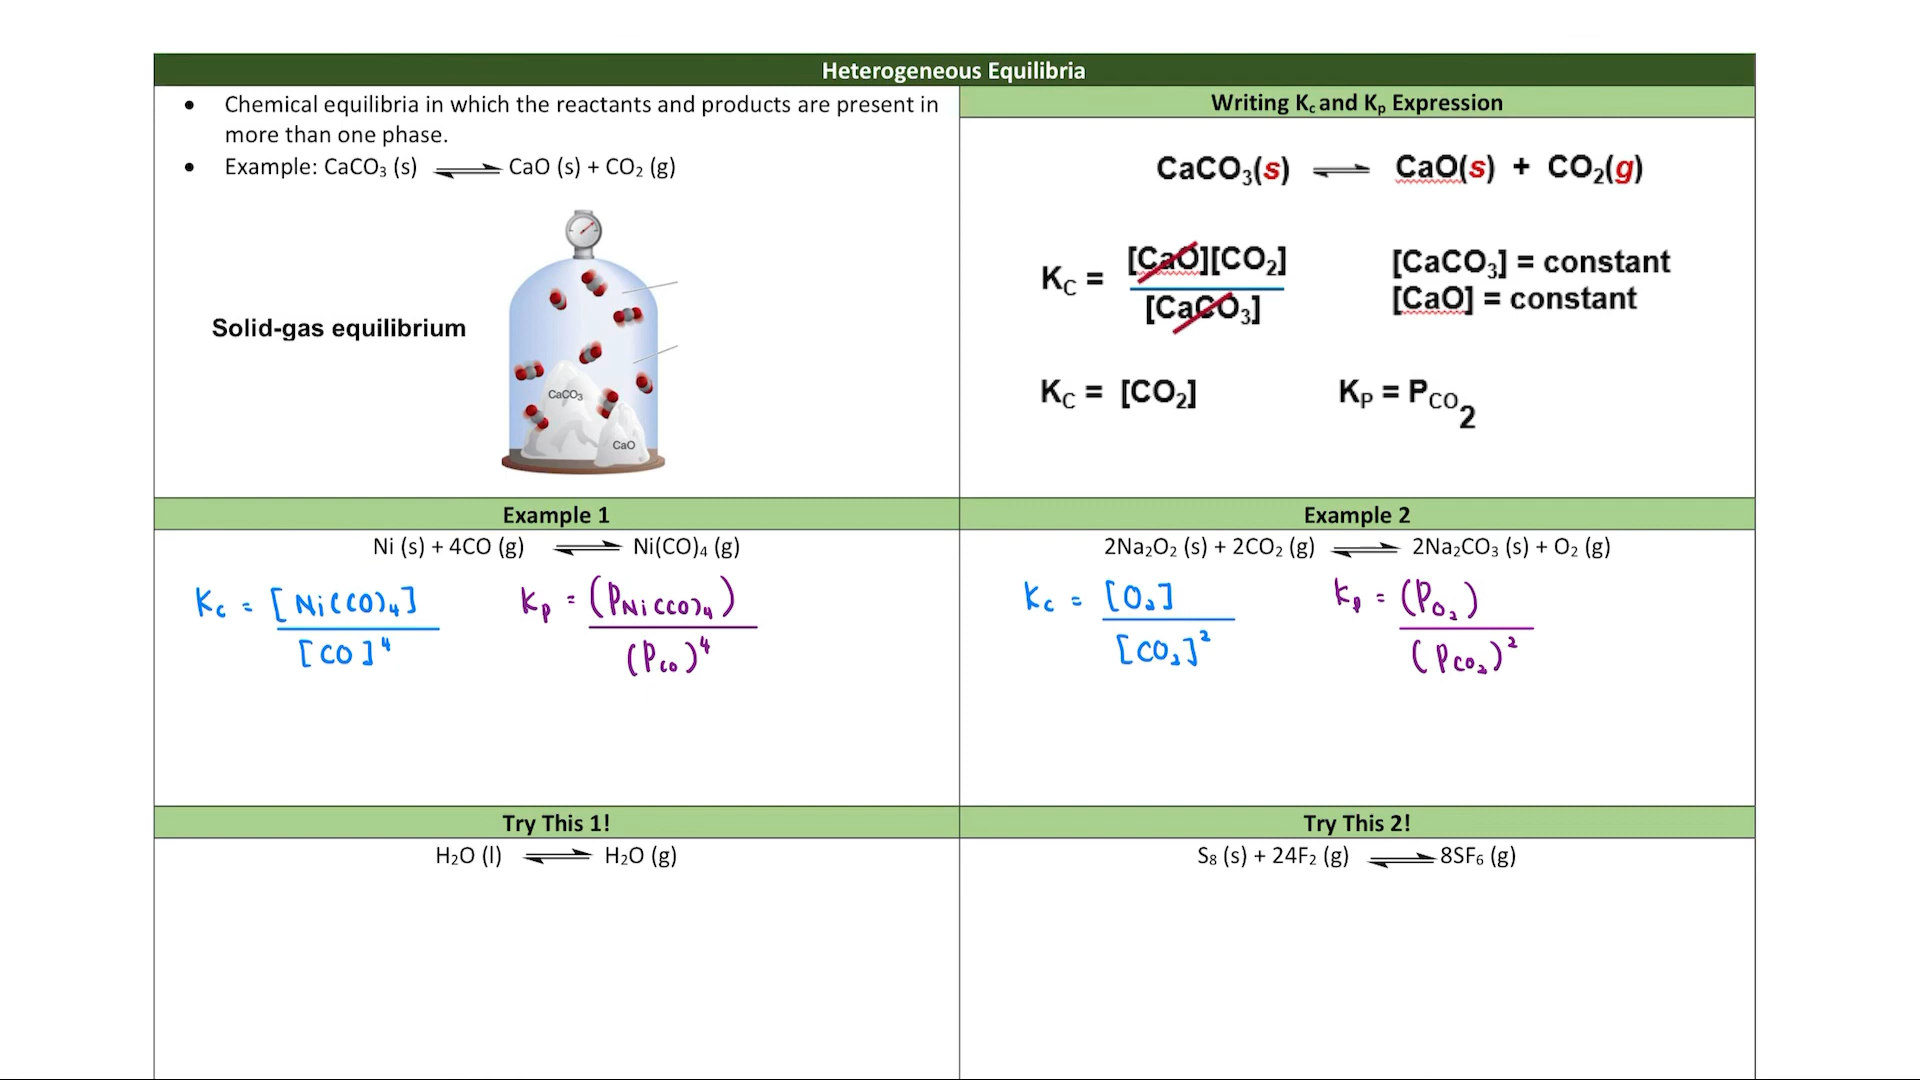 Heterogeneous Equilibria
• Chemical equilibria in which the reactants and products are present in
more than one phase.
• Example: CaCO₃ (s) ⇌ CaO (s) + CO₂ (g)
Solid-gas equilibrium
CaCO₃
CaO
Writing Kc and Kp Expression
CaCO₃(s) ⇌ CaO(s) + CO₂(g)
KC = [CaO][CO₂]
[CaCO₃]
[CaCO₃] = constant
[CaO] = constant
KC = [CO₂]
KP = PCO₂
Example 1
Ni (s) + 4CO (g) ⇌ Ni(CO)₄ (g)
Kc = [Ni(CO)₄]
[CO]⁴
Kp = (PNi(CO)₄)
(Pco)⁴
Example 2
2Na₂O₂ (s) + 2CO₂ (g) ⇌ 2Na₂CO₃ (s) + O₂ (g)
Kc = [O₂]
[CO₂]²
Kp = (PO₂)
(PCO₂)²
Try This 1!
H₂O (l) ⇌ H₂O (g)
Try This 2!
S₈ (s) + 24F₂ (g) ⇌ 8SF₆ (g)